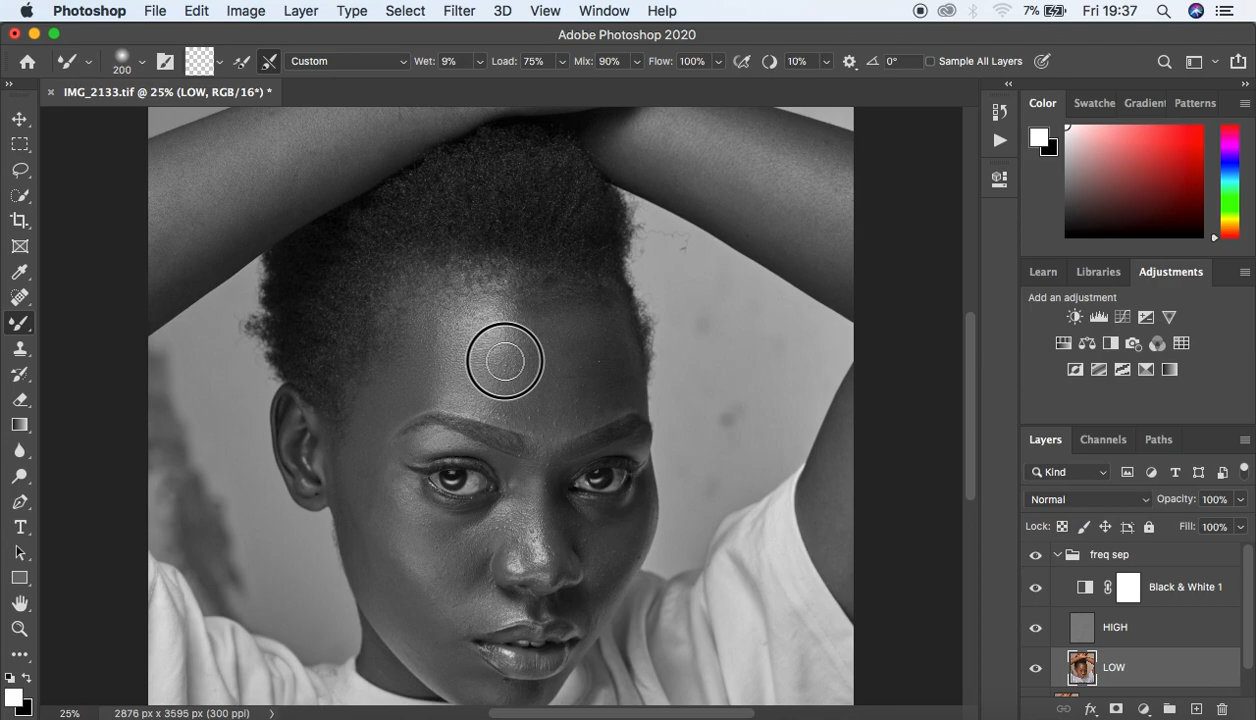 Photoshop File Edit Image Layer Type Select Filter 3D View Window Help 7% Fri 19:37
Adobe Photoshop 2020
200 Custom Wet: 9% Load: 75% Mix: 90% Flow: 100% 10% 0° Sample All Layers
IMG_2133.tif @ 25% (LOW, RGB/16*) *
Color Swatche Gradient Patterns
Learn Libraries Adjustments
Add an adjustment
Layers Channels Paths
Kind
Normal Opacity: 100%
Lock: Fill: 100%
freq sep
Black & White 1
HIGH
LOW
25% 2876 px x 3595 px (300 ppi)